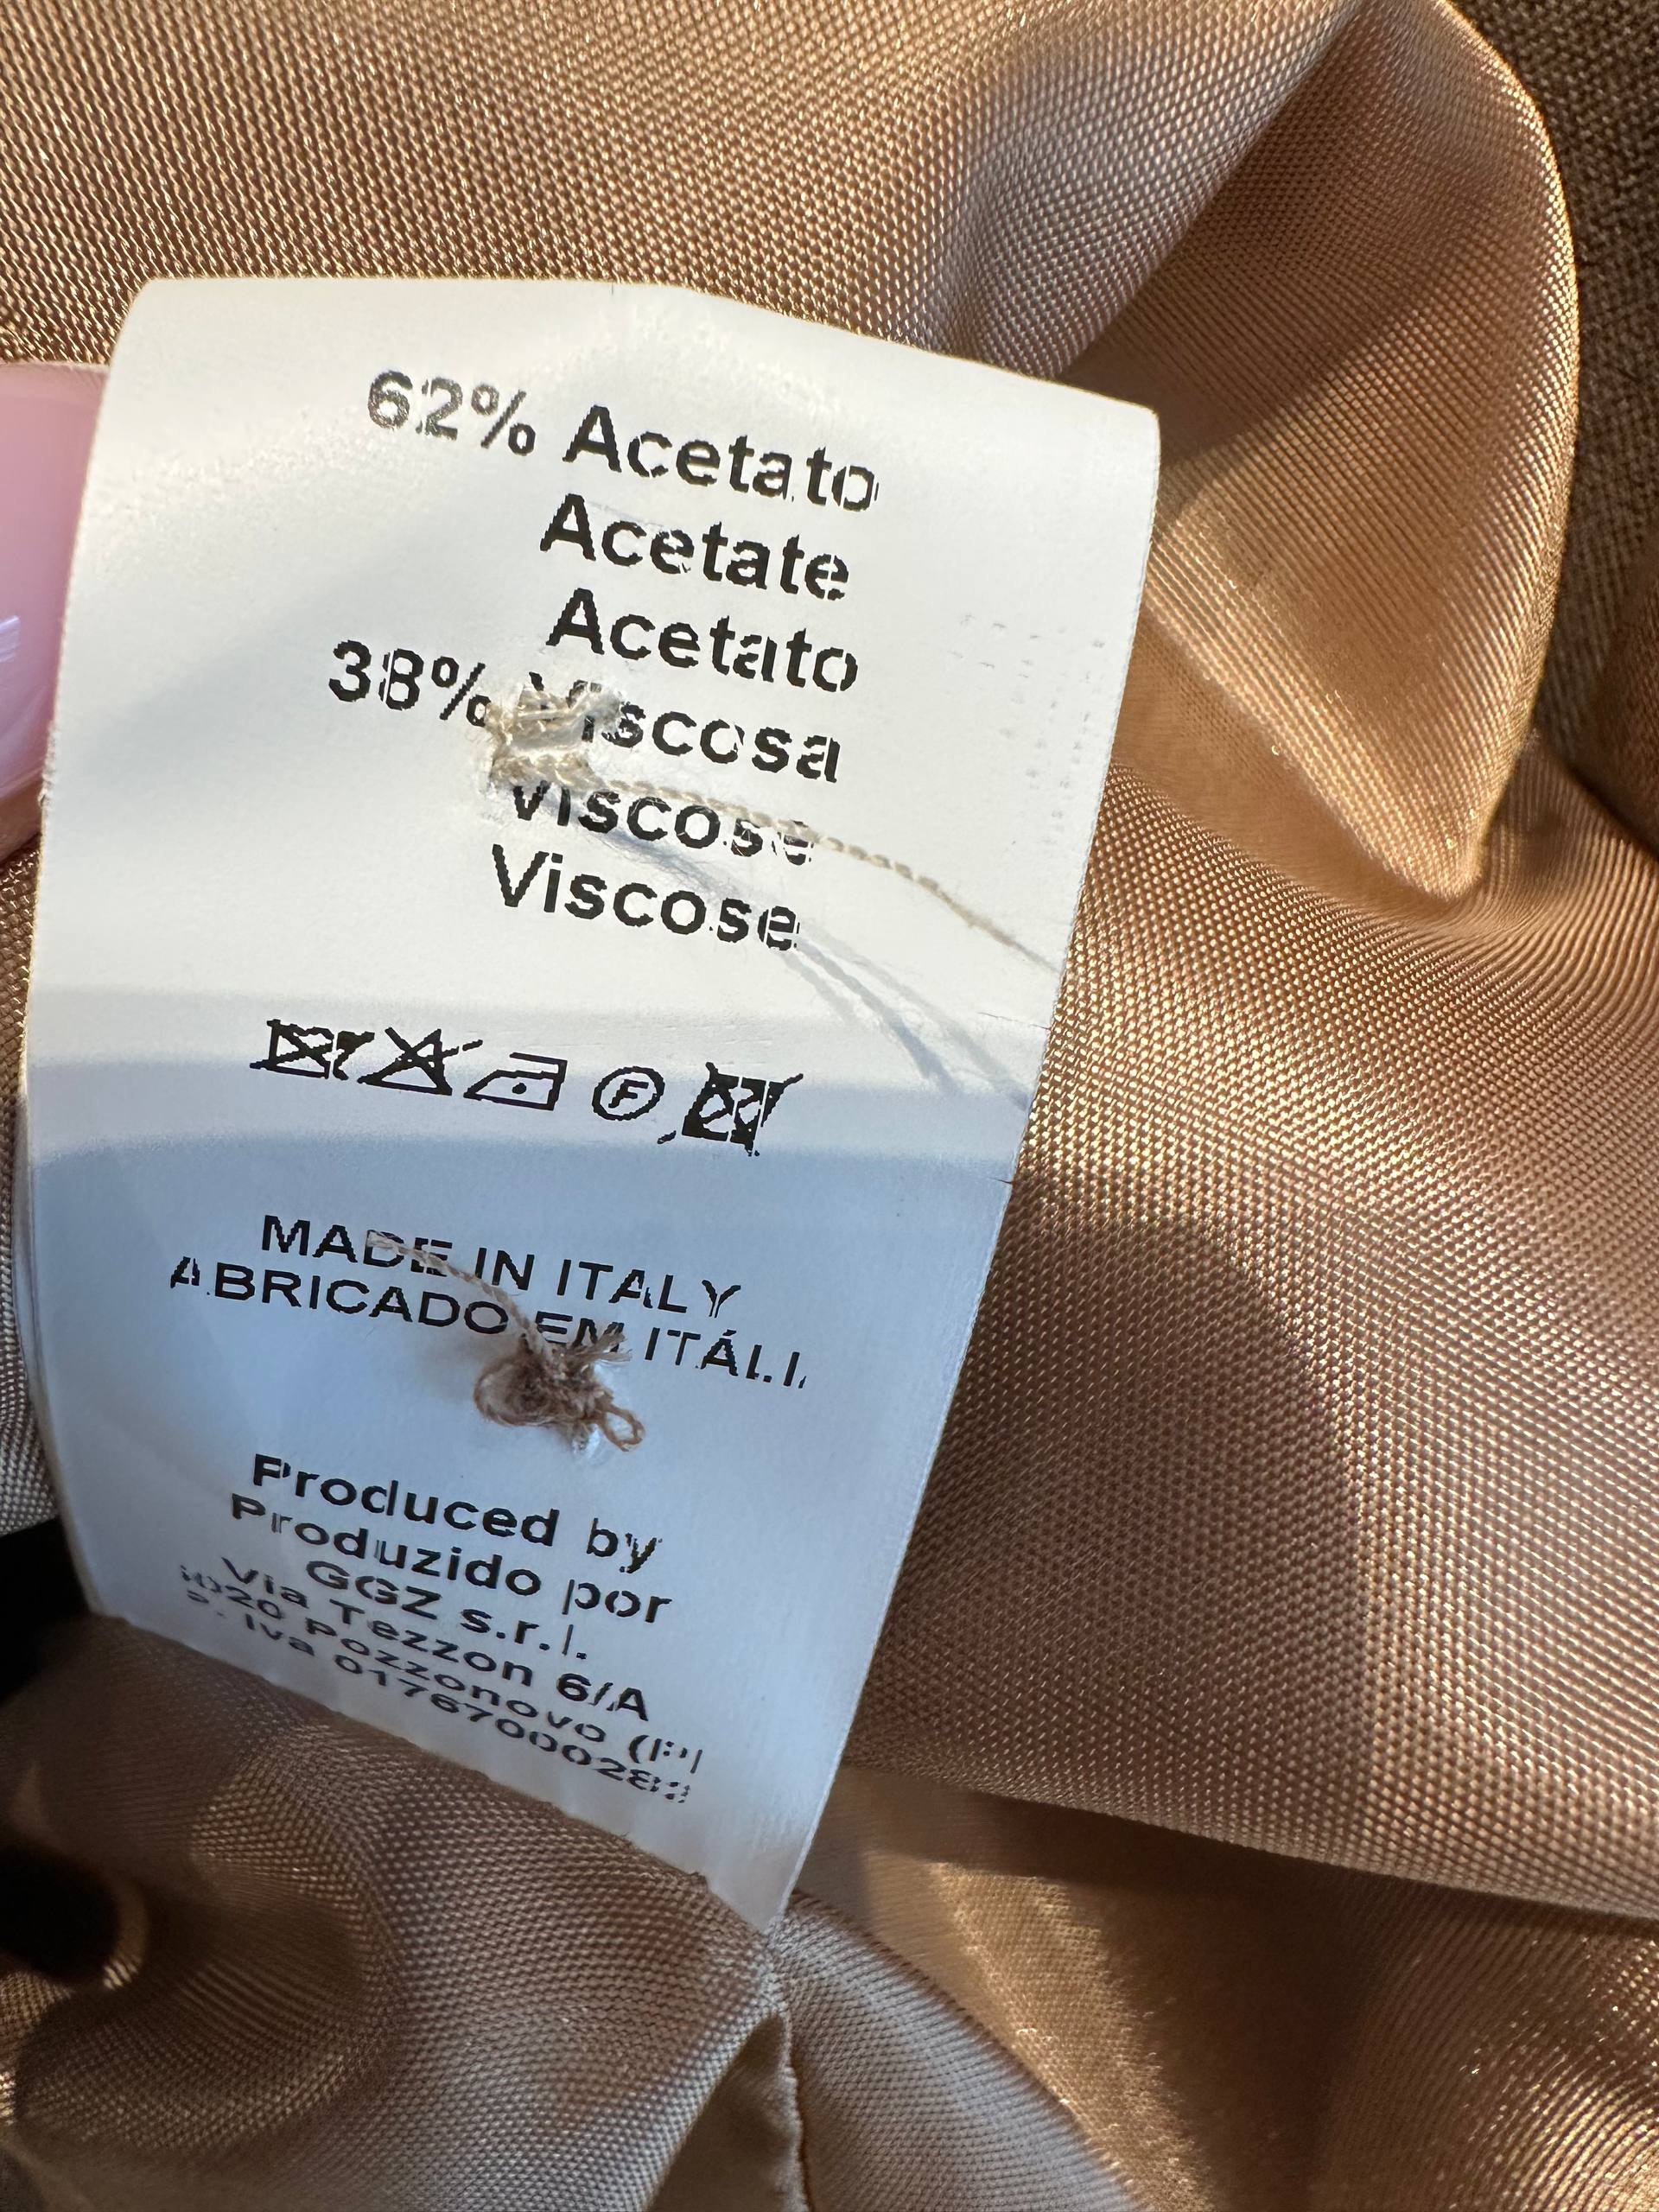 62% Acetato
Acetate
Acetato
38% Viscosa
Viscose
Viscose
F
MADE IN ITALY
ABRICADO EM ITÁLI
Produced by
Produzido por
GGZ s.r.l.
Via Tezzon 6/A
Pozzonovo
Iva